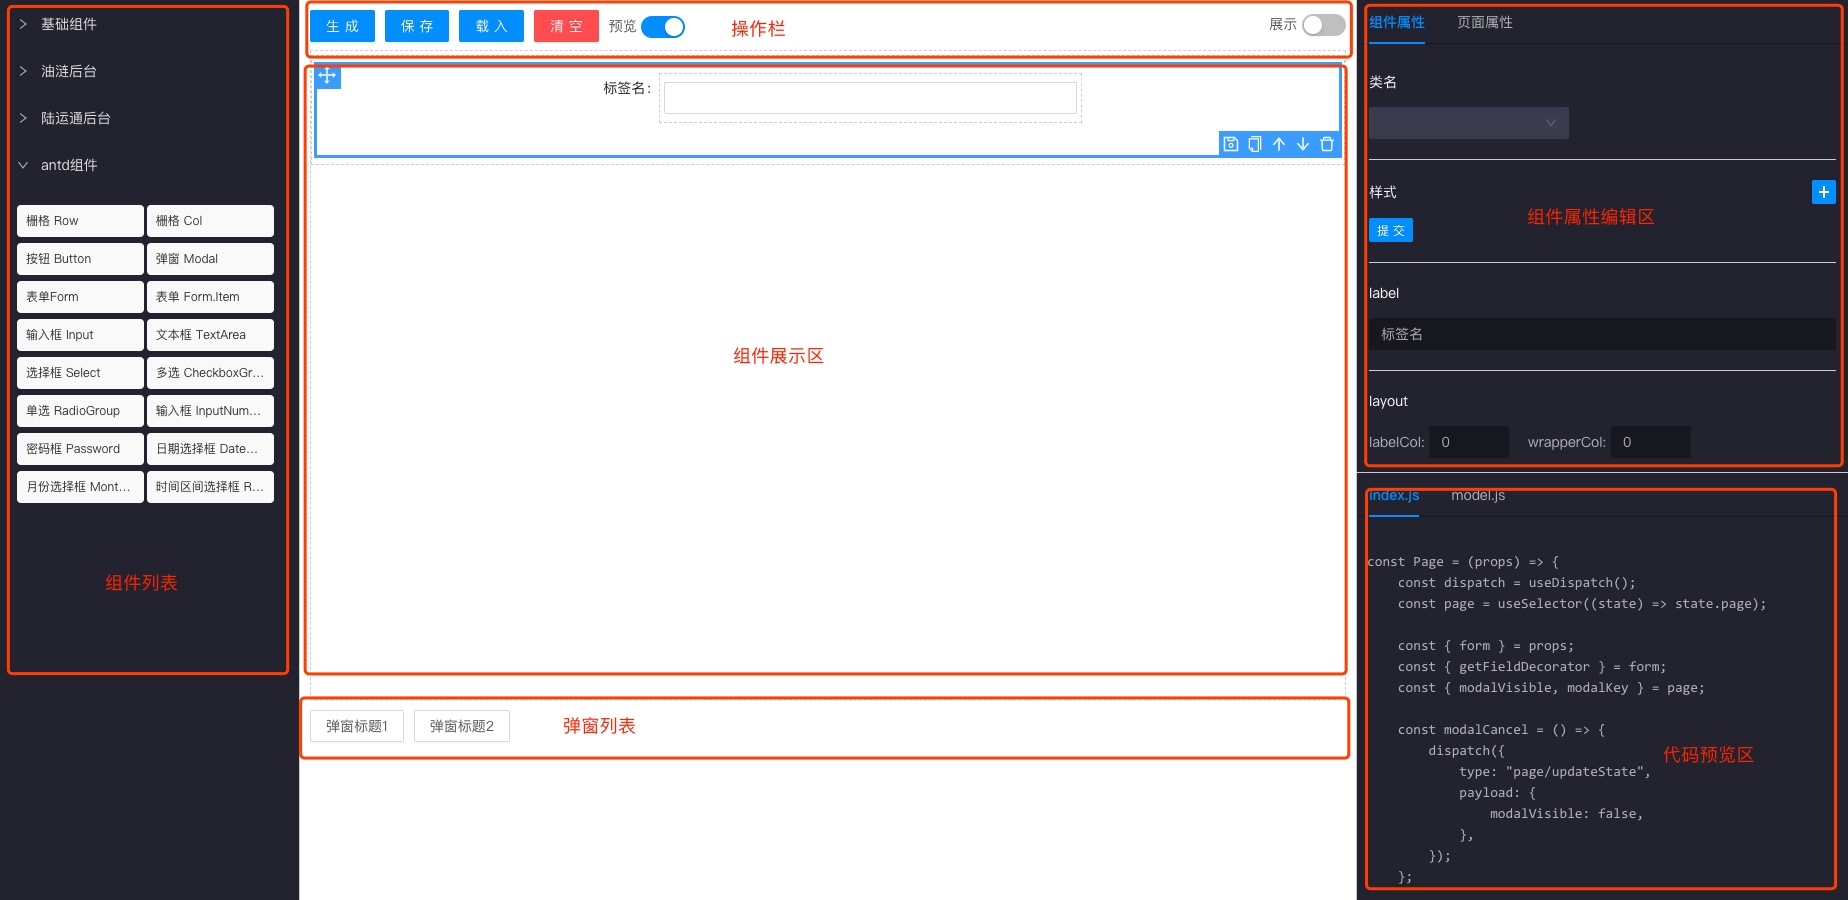 基础组件
油涟后台
陆运通后台
antd组件
栅格 Row
栅格 Col
按钮 Button
弹窗 Modal
表单Form
表单 Form.Item
输入框 Input
文本框 TextArea
选择框 Select
多选 CheckboxGr...
单选 RadioGroup
输入框 InputNum...
密码框 Password
日期选择框 Date...
月份选择框 Mont...
时间区间选择框 R...
组件列表
生 成
保 存
载 入
清 空
预览
操作栏
展示
标签名:
组件展示区
弹窗标题1
弹窗标题2
弹窗列表
组件属性
页面属性
类名
样式
组件属性编辑区
提 交
label
标签名
layout
labelCol: 0
wrapperCol: 0
index.js
model.js
const Page = (props) => {
const dispatch = useDispatch();
const page = useSelector((state) => state.page);
const { form } = props;
const { getFieldDecorator } = form;
const { modalVisible, modalKey } = page;
const modalCancel = () => {
dispatch({
代码预览区
type: "page/updateState",
payload: {
modalVisible: false,
},
});
};